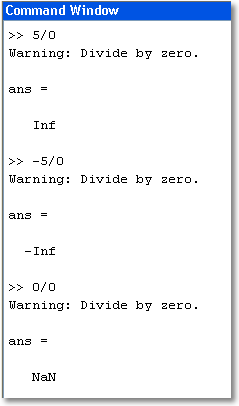 Command Window
>> 5/0
Warning: Divide by zero.
ans =
Inf
>> -5/0
Warning: Divide by zero.
ans =
-Inf
>> 0/0
Warning: Divide by zero.
ans =
NaN